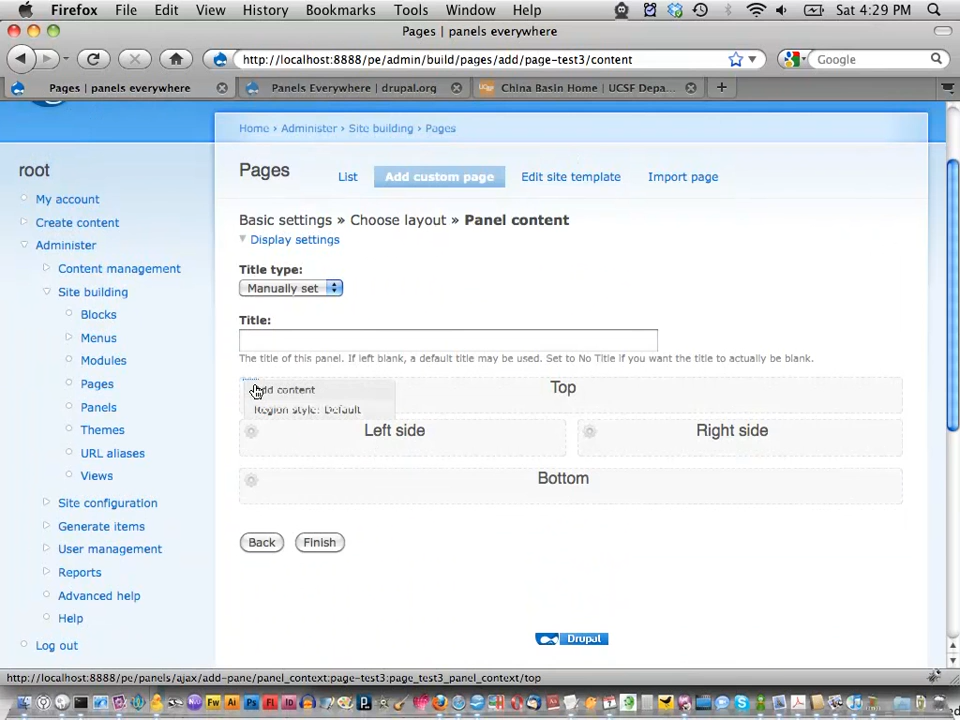 Firefox File Edit View History Bookmarks Tools Window Help Sat 4:29 PM
Pages | panels everywhere
http://localhost:8888/pe/admin/build/pages/add/page-test3/content
Google
Pages | panels everywhere
Panels Everywhere | drupal.org
China Basin Home | UCSF Depa...
Home › Administer › Site building › Pages
root
My account
Create content
Administer
Content management
Site building
Blocks
Menus
Modules
Pages
Panels
Themes
URL aliases
Views
Site configuration
Generate items
User management
Reports
Advanced help
Help
Log out
Pages
List
Add custom page
Edit site template
Import page
Basic settings » Choose layout » Panel content
Display settings
Title type:
Manually set
Title:
The title of this panel. If left blank, a default title may be used. Set to No Title if you want the title to actually be blank.
Top
dd content
Region style: Default
Left side
Right side
Bottom
Back
Finish
Drupal
http://localhost:8888/pe/panels/ajax/add-pane/panel_context:page-test3:page_test3_panel_context/top
Fw Ai Ps Fl Id